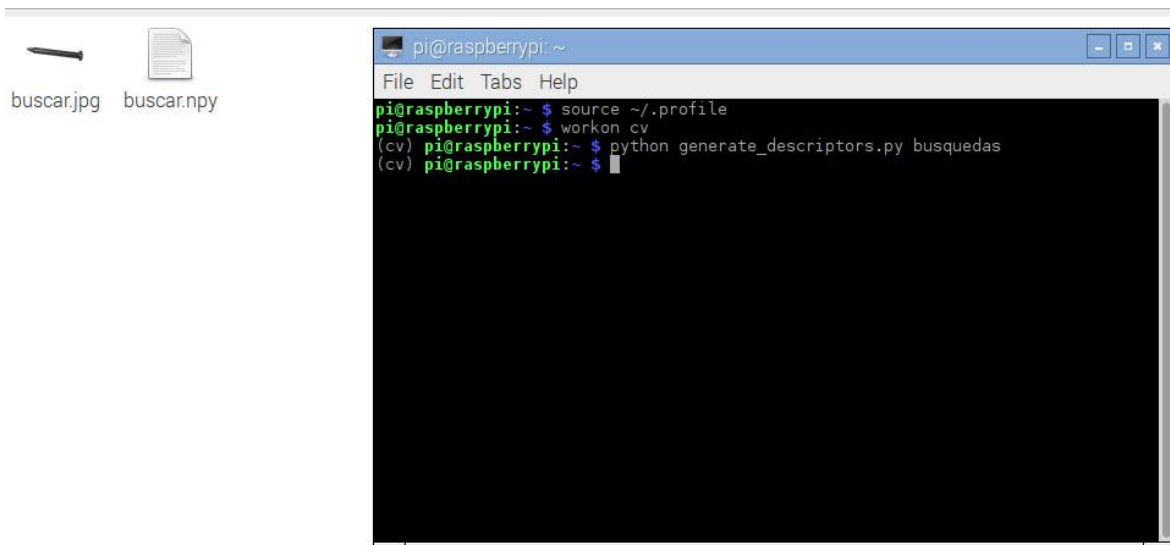 buscar.jpg buscar.npy
pi@raspberrypi: ~
File Edit Tabs Help
pi@raspberrypi:~ $ source ~/.profile
pi@raspberrypi:~ $ workon cv
(cv) pi@raspberrypi:~ $ python generate_descriptors.py busquedas
(cv) pi@raspberrypi:~ $